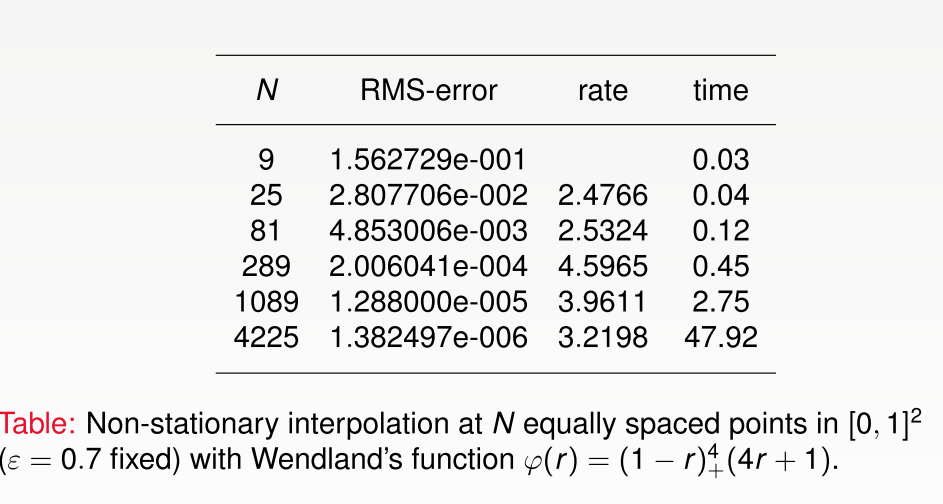 N RMS-error rate time
9 1.562729e-001 0.03
25 2.807706e-002 2.4766 0.04
81 4.853006e-003 2.5324 0.12
289 2.006041e-004 4.5965 0.45
1089 1.288000e-005 3.9611 2.75
4225 1.382497e-006 3.2198 47.92
Table: Non-stationary interpolation at N equally spaced points in [0, 1]²
(ε = 0.7 fixed) with Wendland's function φ(r) = (1 − r)⁴₊(4r + 1).